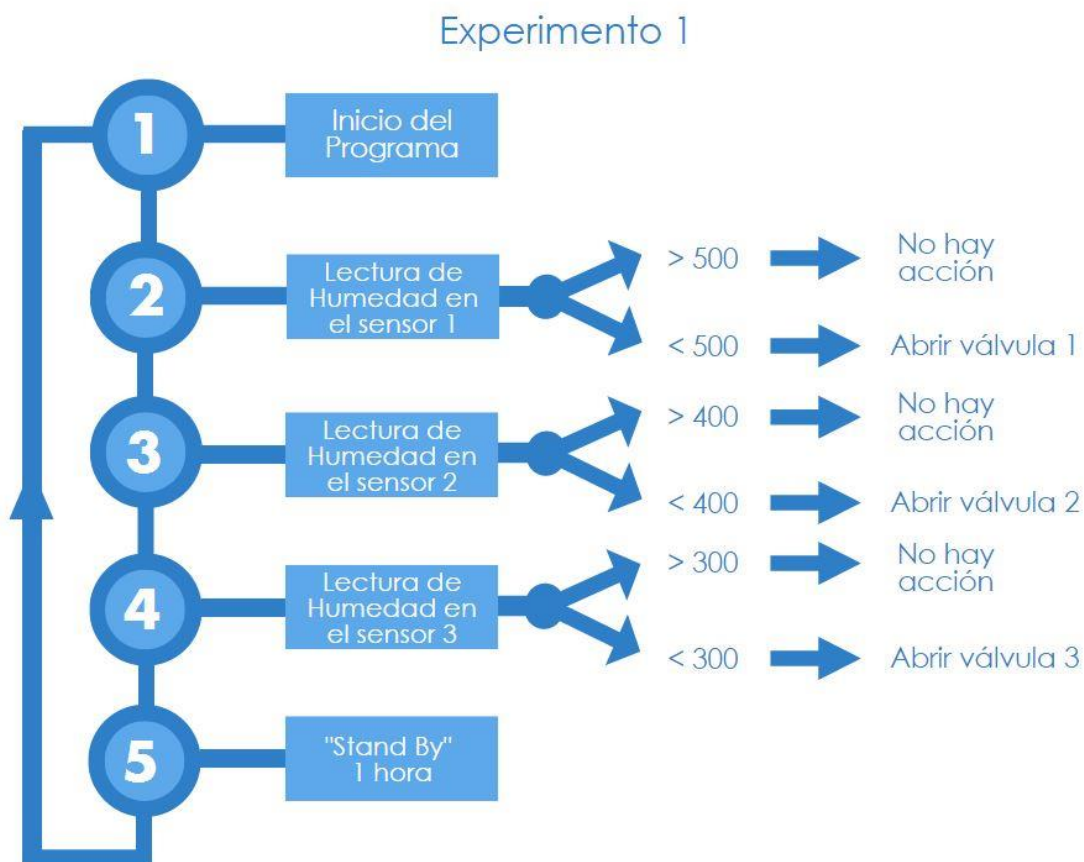 Experimento 1
1
Inicio del
Programa
2
Lectura de
Humedad en
el sensor 1
> 500
No hay
acción
< 500
Abrir válvula 1
3
Lectura de
Humedad en
el sensor 2
> 400
No hay
acción
< 400
Abrir válvula 2
4
Lectura de
Humedad en
el sensor 3
> 300
No hay
acción
< 300
Abrir válvula 3
5
"Stand By"
1 hora